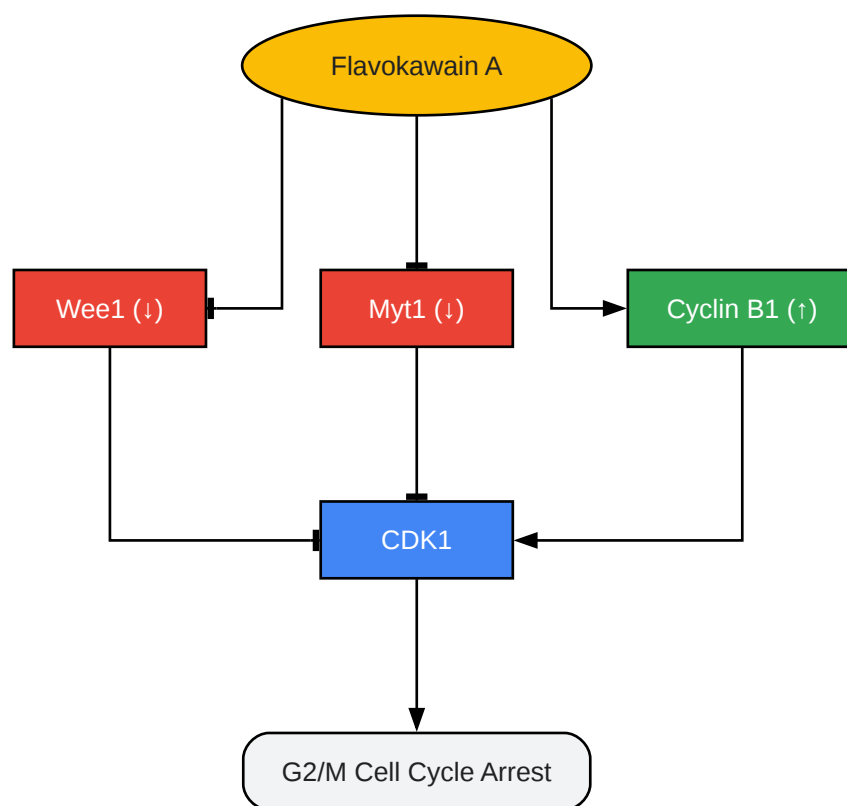 Flavokawain A
Wee1 (↓)
Myt1 (↓)
Cyclin B1 (↑)
CDK1
G2/M Cell Cycle Arrest